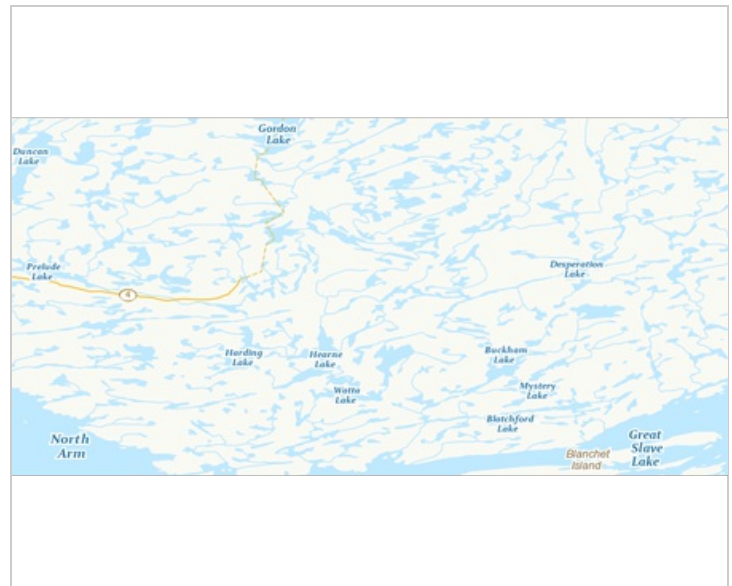 Gordon
Lake
Duncan
Lake
Prelude
Lake
4
Desperation
Lake
Harding
Lake
Hearne
Lake
Buckham
Lake
Watta
Lake
Mystery
Lake
Blatchford
Lake
North
Arm
Great
Slave
Lake
Blanchet
Island